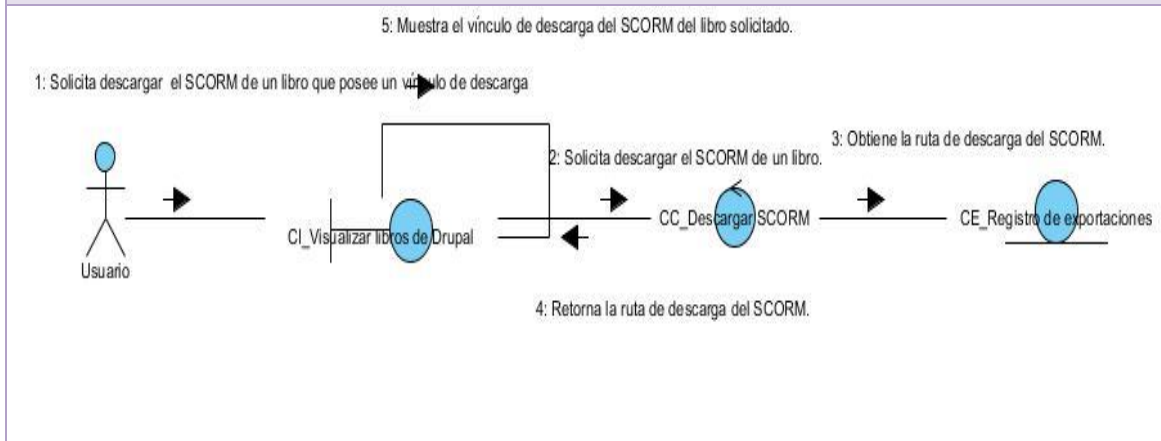 5: Muestra el vínculo de descarga del SCORM del libro solicitado.
1: Solicita descargar el SCORM de un libro que posee un vínculo de descarga
2: Solicita descargar el SCORM de un libro.
3: Obtiene la ruta de descarga del SCORM.
Usuario
CI_Visualizar libros de Drupal
CC_Descargar SCORM
CE_Registro de exportaciones
4: Retorna la ruta de descarga del SCORM.